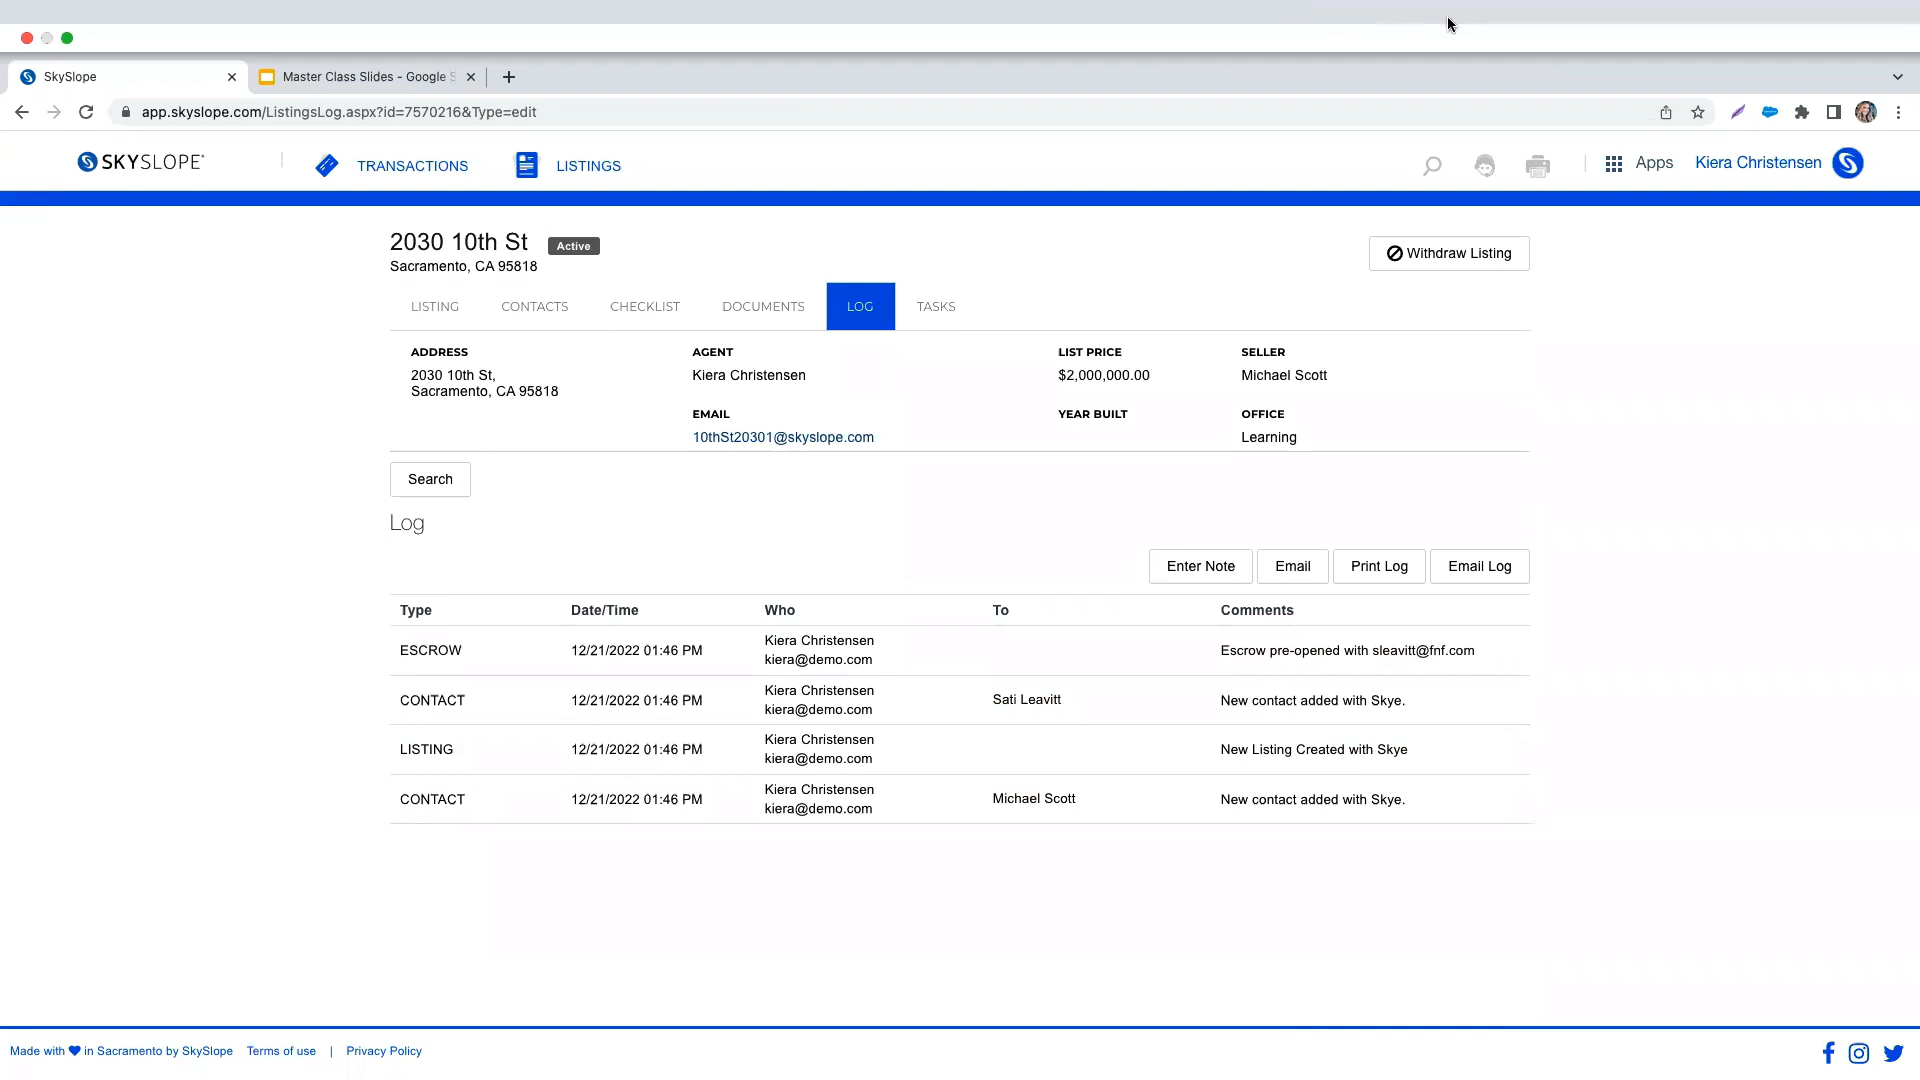 SkySlope
Master Class Slides - Google S
app.skyslope.com/ListingsLog.aspx?id=7570216&Type=edit
SKYSLOPE
TRANSACTIONS
LISTINGS
Apps
Kiera Christensen
2030 10th St
Active
Sacramento, CA 95818
Withdraw Listing
LISTING
CONTACTS
CHECKLIST
DOCUMENTS
LOG
TASKS
ADDRESS
2030 10th St,
Sacramento, CA 95818
AGENT
Kiera Christensen
EMAIL
10thSt20301@skyslope.com
LIST PRICE
$2,000,000.00
YEAR BUILT
SELLER
Michael Scott
OFFICE
Learning
Search
Log
Enter Note
Email
Print Log
Email Log
Type Date/Time Who To Comments
ESCROW 12/21/2022 01:46 PM Kiera Christensen
kiera@demo.com
Escrow pre-opened with sleavitt@fnf.com
CONTACT 12/21/2022 01:46 PM Kiera Christensen
kiera@demo.com
Sati Leavitt New contact added with Skye.
LISTING 12/21/2022 01:46 PM Kiera Christensen
kiera@demo.com
New Listing Created with Skye
CONTACT 12/21/2022 01:46 PM Kiera Christensen
kiera@demo.com
Michael Scott New contact added with Skye.
Made with in Sacramento by SkySlope
Terms of use | Privacy Policy